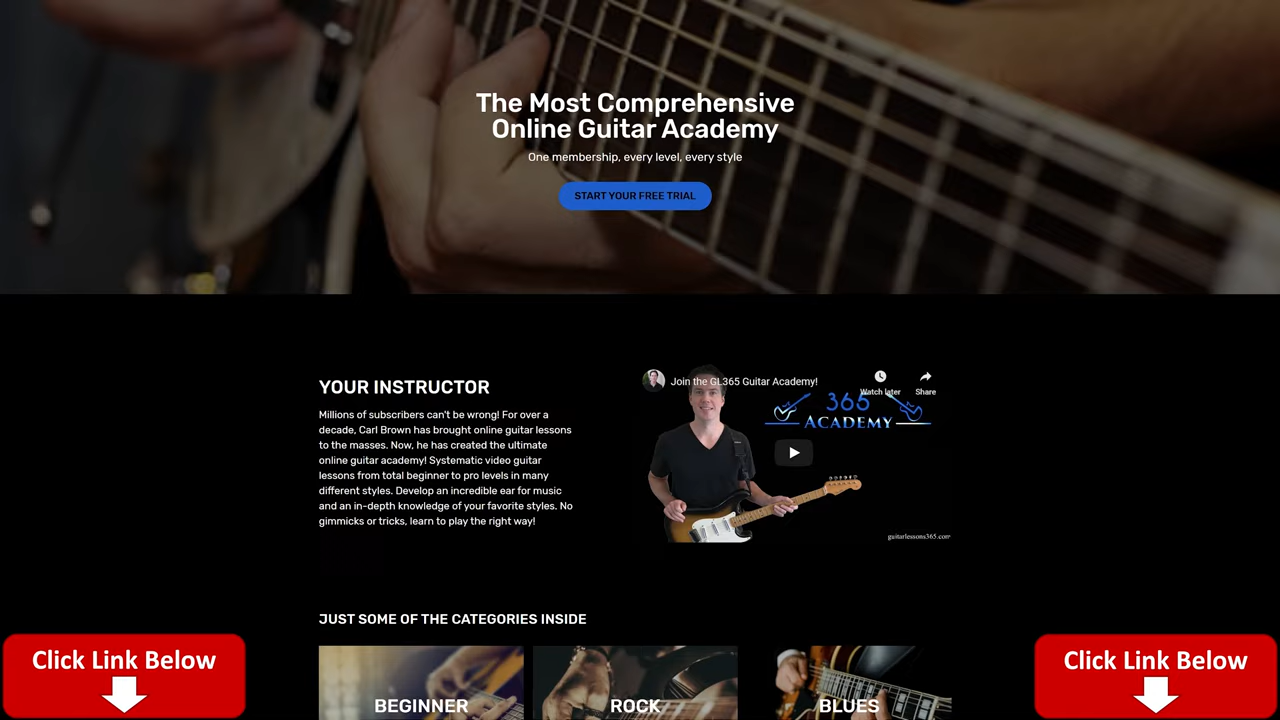 The Most Comprehensive
Online Guitar Academy
One membership, every level, every style
START YOUR FREE TRIAL
YOUR INSTRUCTOR
Millions of subscribers can't be wrong! For over a
decade, Carl Brown has brought online guitar lessons
to the masses. Now, he has created the ultimate
online guitar academy! Systematic video guitar
lessons from total beginner to pro levels in many
different styles. Develop an incredible ear for music
and an in-depth knowledge of your favorite styles. No
gimmicks or tricks, learn to play the right way!
Join the GL365 Guitar Academy!
Watch later
Share
365
ACADEMY
guitarlessons365.com
JUST SOME OF THE CATEGORIES INSIDE
BEGINNER
ROCK
BLUES
Click Link Below
Click Link Below